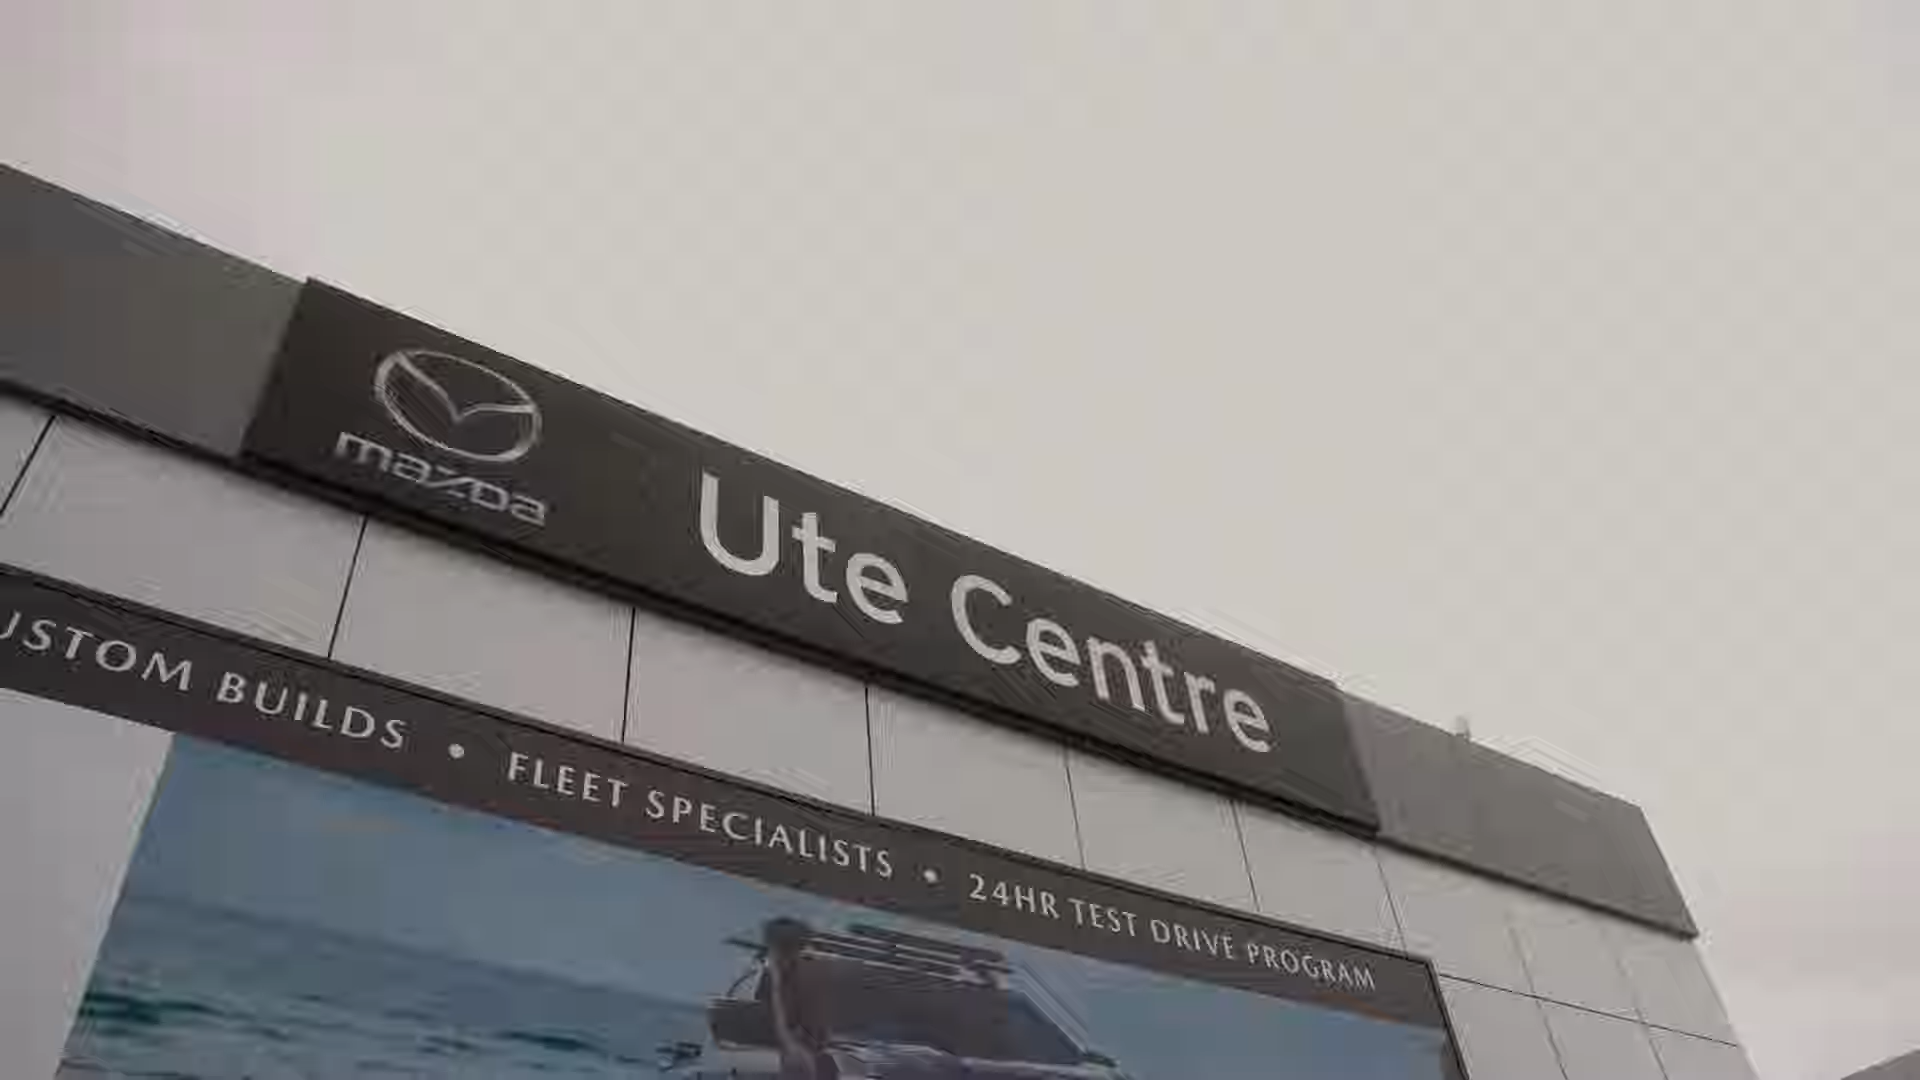 mazda
Ute Centre
USTOM BUILDS • FLEET SPECIALISTS • 24HR TEST DRIVE PROGRAM